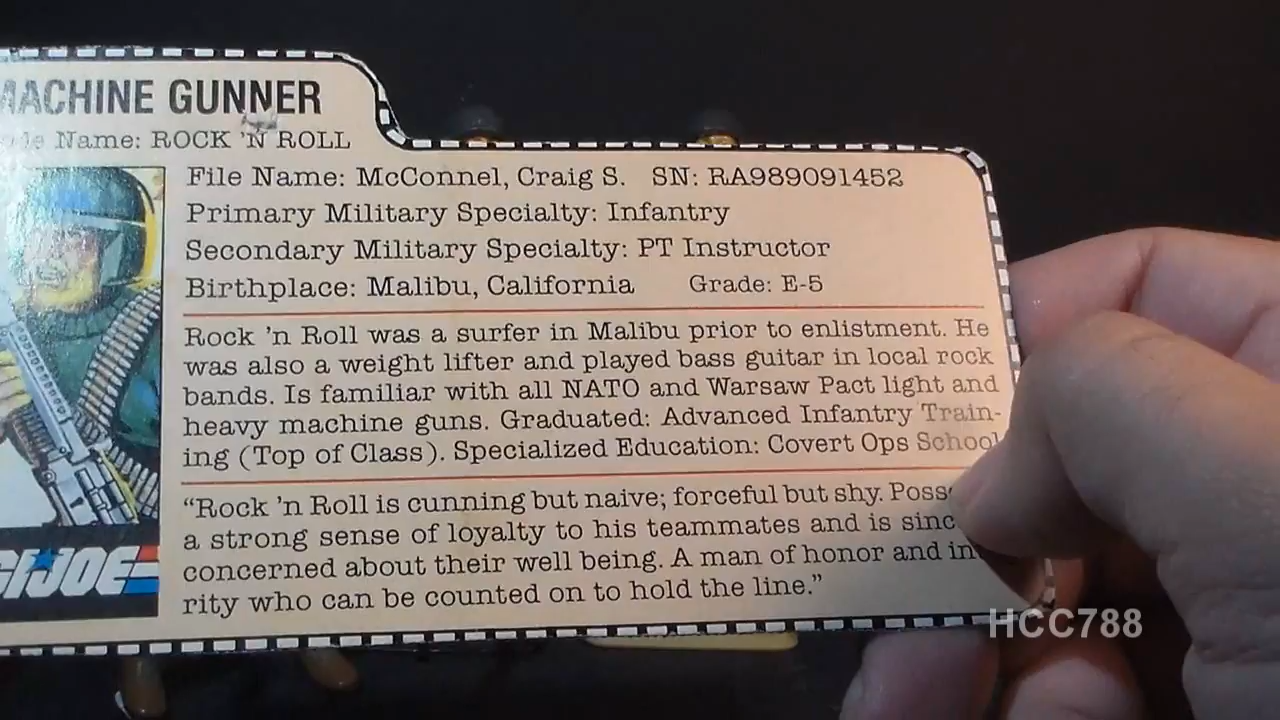 MACHINE GUNNER
Name: ROCK 'N ROLL
File Name: McConnel, Craig S. SN: RA989091452
Primary Military Specialty: Infantry
Secondary Military Specialty: PT Instructor
Birthplace: Malibu, California Grade: E-5
Rock 'n Roll was a surfer in Malibu prior to enlistment. He
was also a weight lifter and played bass guitar in local rock
bands. Is familiar with all NATO and Warsaw Pact light and
heavy machine guns. Graduated: Advanced Infantry Train-
ing (Top of Class). Specialized Education: Covert Ops School
“Rock 'n Roll is cunning but naive; forceful but shy.
a strong sense of loyalty to his teammates and is
concerned about their well being. A man of honor and
rity who can be counted on to hold the line.”
GI JOE
HCC788